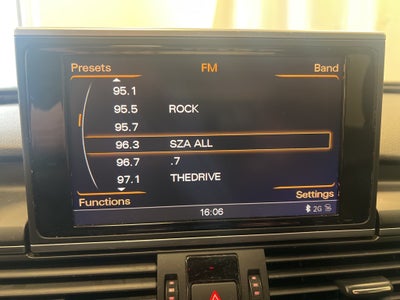 Presets FM Band
95.1
95.5 ROCK
95.7
96.3 SZA ALL
96.7 .7
97.1 THEDRIVE
Functions Settings
16:06 2G